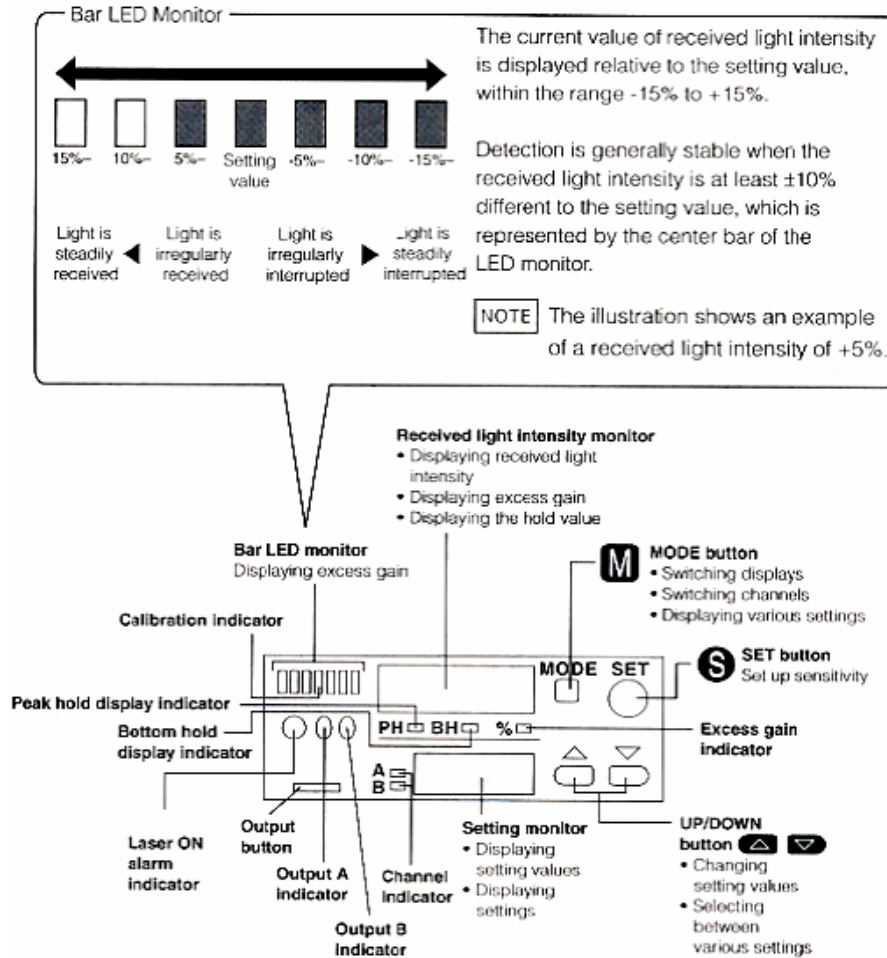 Bar LED Monitor
15%–
10%–
5%–
Setting
value
-5%–
-10%–
-15%–
Light is
steadily
received
Light is
irregularly
received
Light is
irregularly
interrupted
Light is
steadily
interrupted
The current value of received light intensity
is displayed relative to the setting value,
within the range -15% to +15%.
Detection is generally stable when the
received light intensity is at least ±10%
different to the setting value, which is
represented by the center bar of the
LED monitor.
NOTE The illustration shows an example
of a received light intensity of +5%.
Received light intensity monitor
• Displaying received light
intensity
• Displaying excess gain
• Displaying the hold value
Bar LED monitor
Displaying excess gain
M
MODE button
• Switching displays
• Switching channels
• Displaying various settings
Calibration indicator
S
SET button
Set up sensitivity
MODE SET
Peak hold display indicator
Bottom hold
display indicator
PH BH %
Excess gain
indicator
A
B
Laser ON
alarm
indicator
Output
button
Output A
indicator
Output B
indicator
Channel
indicator
Setting monitor
• Displaying
setting values
• Displaying
settings
UP/DOWN
button
• Changing
setting values
• Selecting
between
various settings